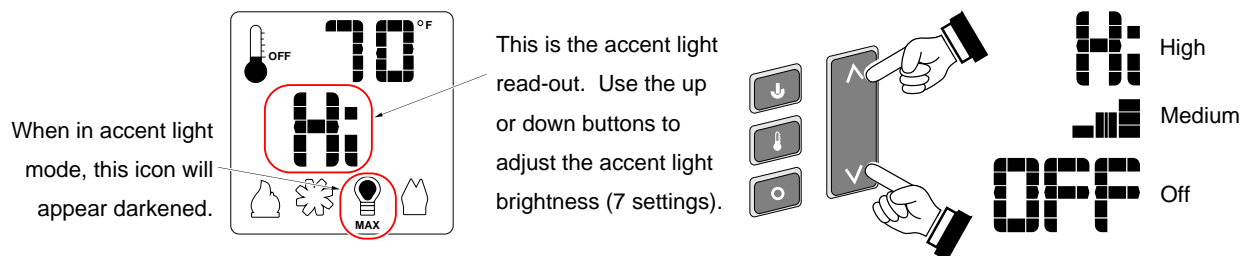 When in accent light
mode, this icon will
appear darkened.
OFF
70°F
Hi
MAX
This is the accent light
read-out.  Use the up
or down buttons to
adjust the accent light
brightness (7 settings).
Hi High
Medium
OFF Off